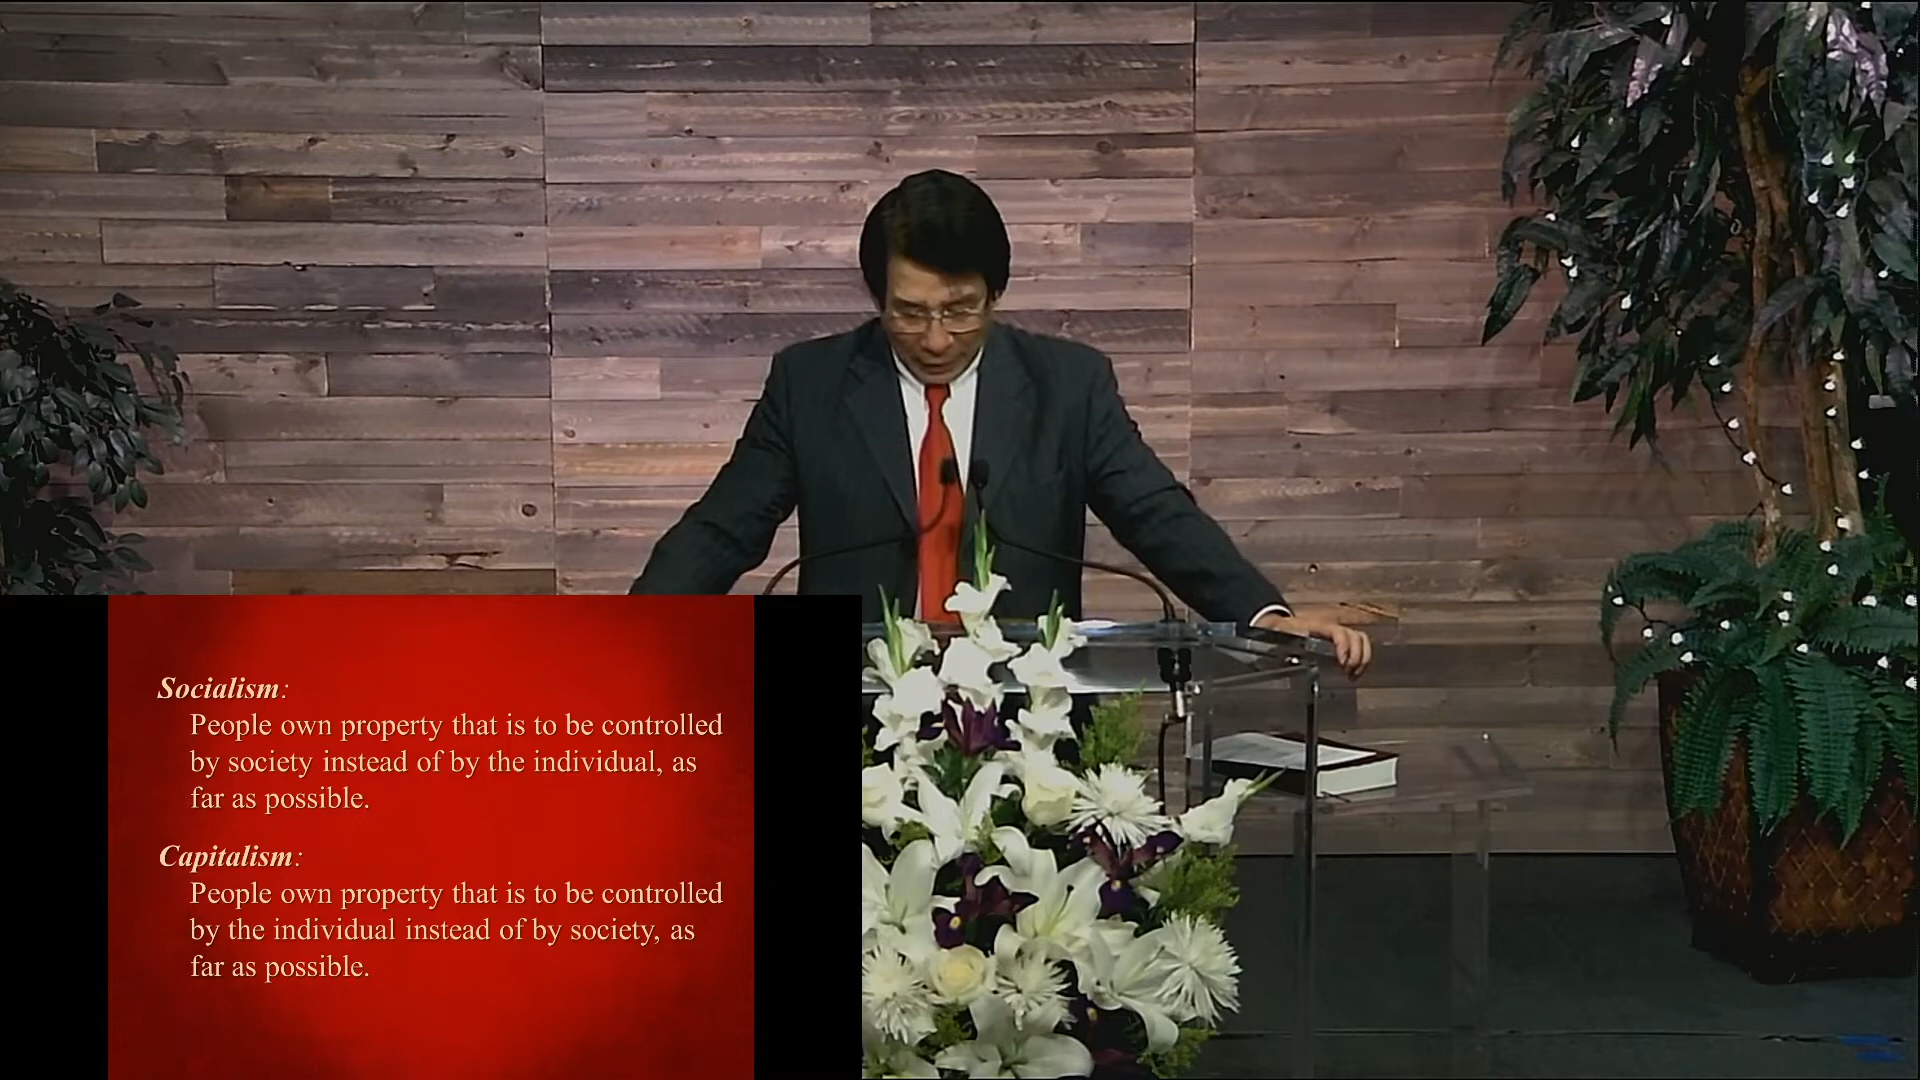 Socialism:
People own property that is to be controlled
by society instead of by the individual, as
far as possible.
Capitalism:
People own property that is to be controlled
by the individual instead of by society, as
far as possible.